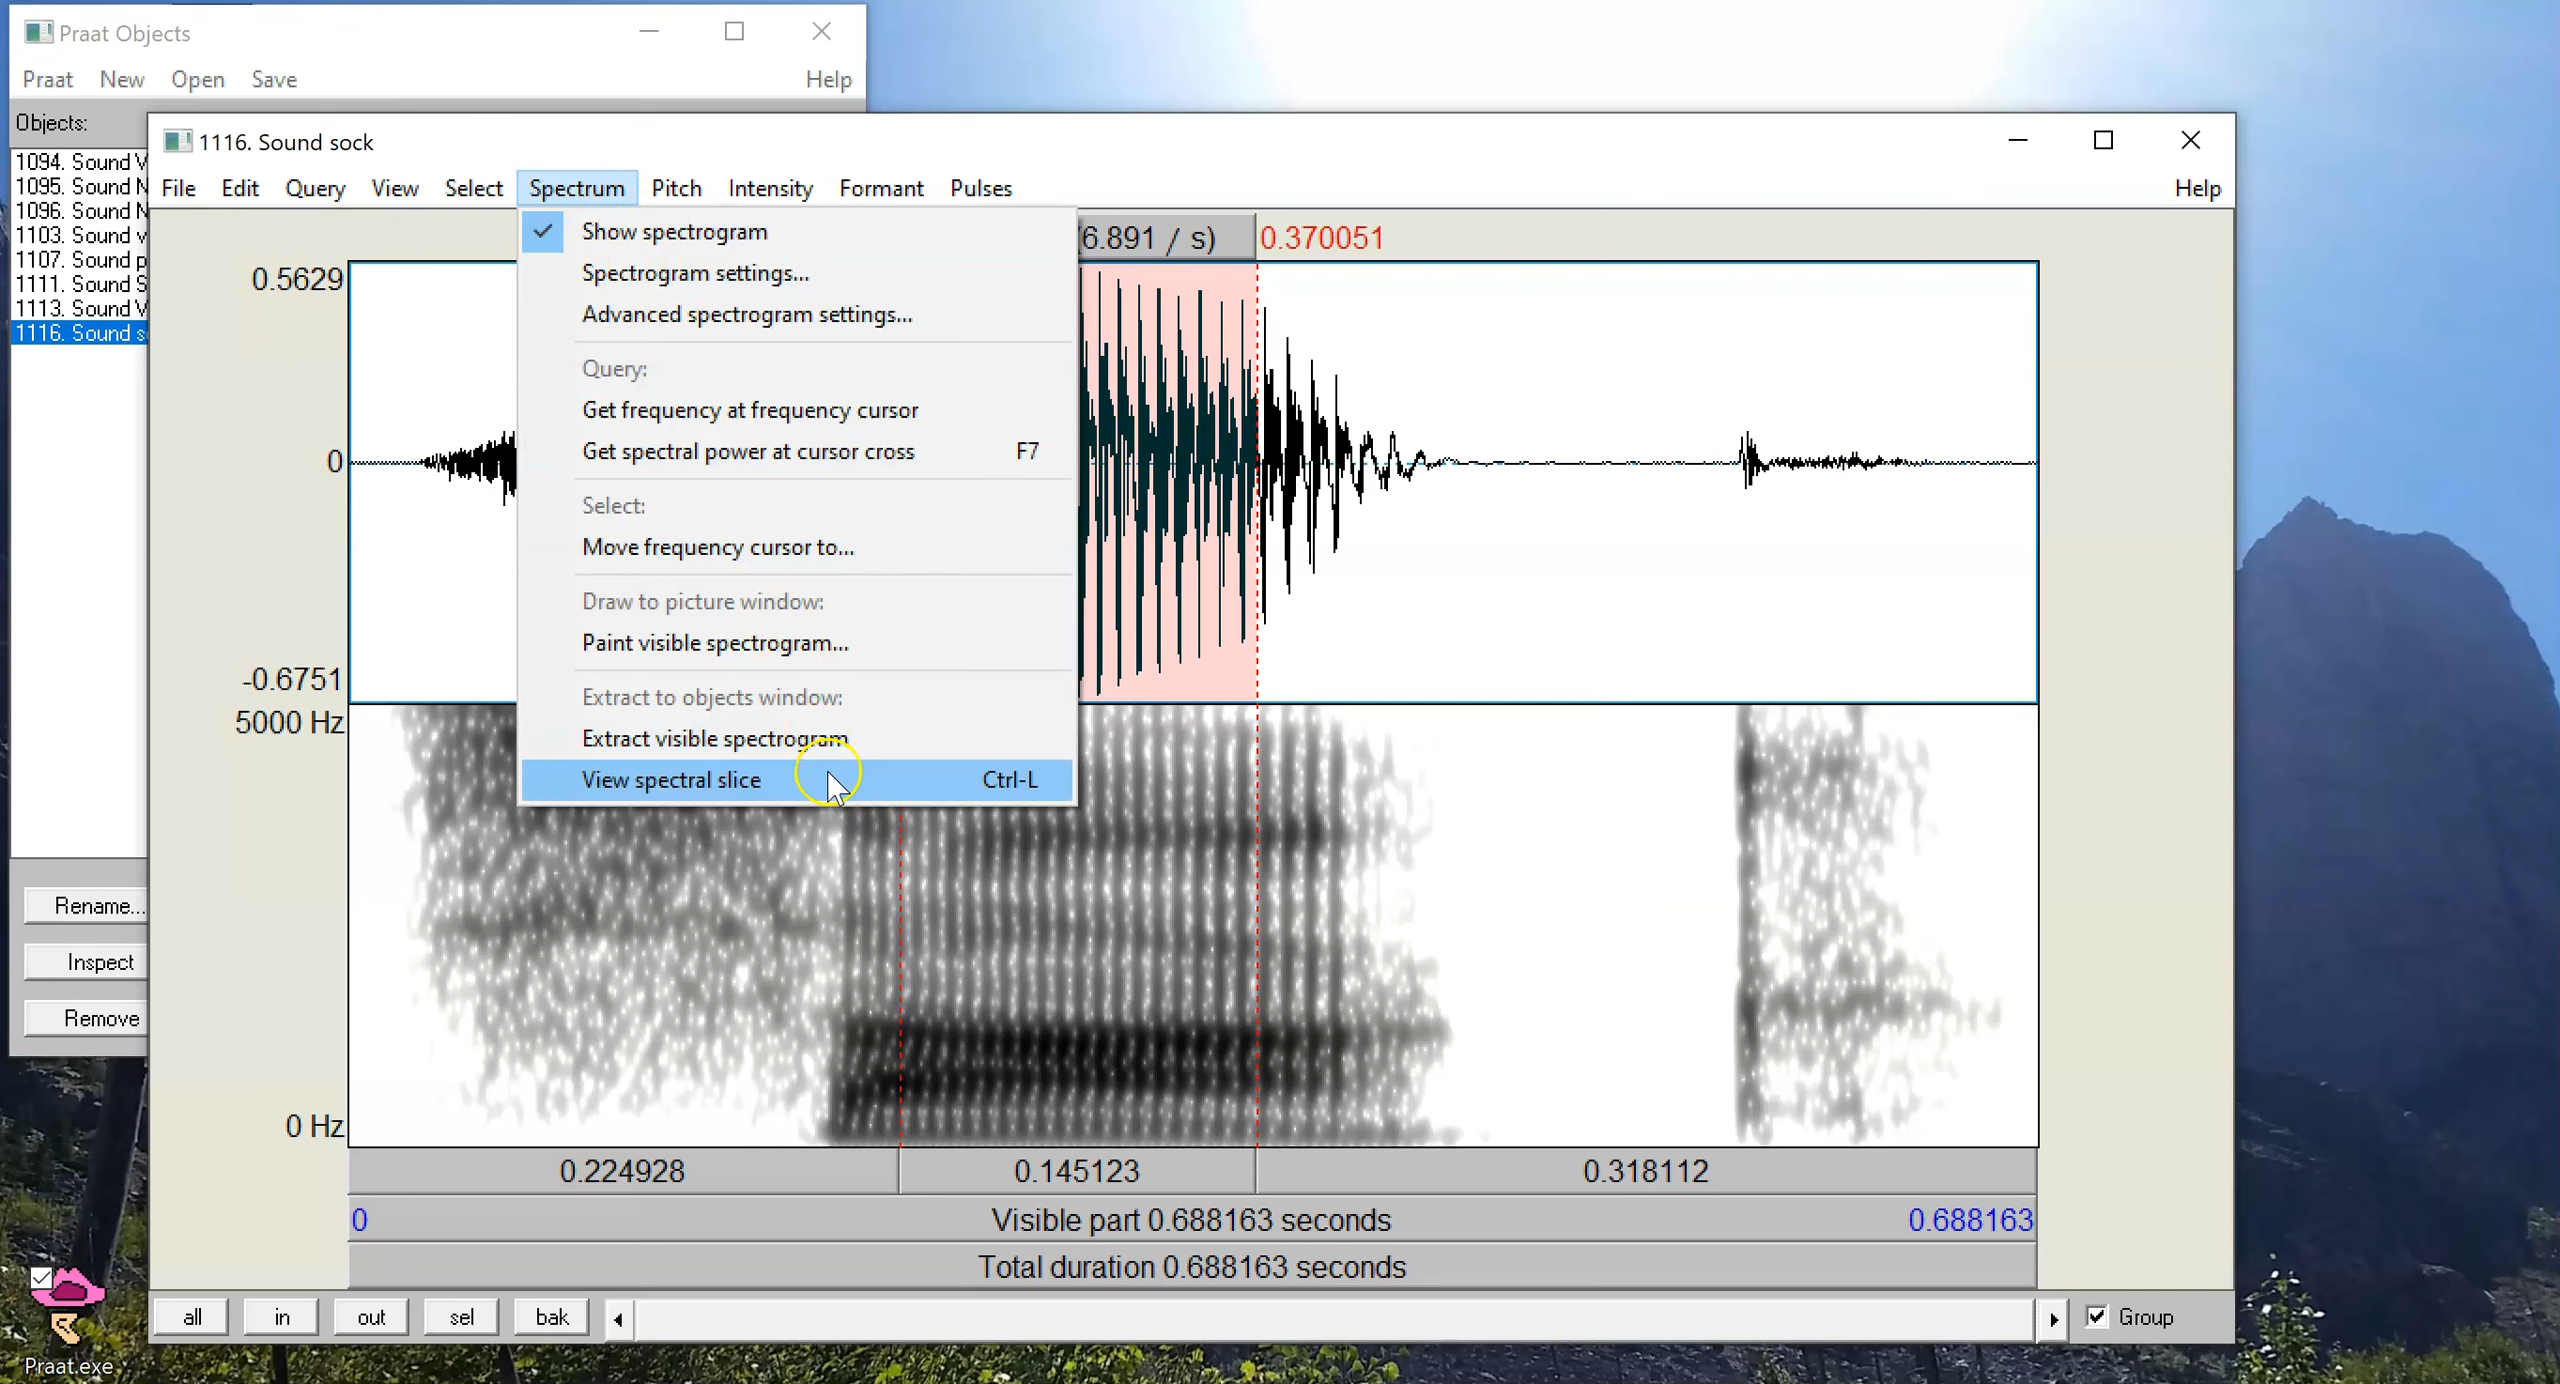 Praat Objects
Praat New Open Save Help
Objects:
1094. Sound V
1095. Sound N
1096. Sound N
1103. Sound v
1107. Sound p
1111. Sound S
1113. Sound V
1116. Sound s
Rename...
Inspect
Remove
1116. Sound sock
File Edit Query View Select Spectrum Pitch Intensity Formant Pulses Help
Show spectrogram
Spectrogram settings...
Advanced spectrogram settings...
Query:
Get frequency at frequency cursor
Get spectral power at cursor cross F7
Select:
Move frequency cursor to...
Draw to picture window:
Paint visible spectrogram...
Extract to objects window:
Extract visible spectrogram
View spectral slice Ctrl-L
(6.891 / s) 0.370051
0.5629
0
-0.6751
5000 Hz
0 Hz
0.224928 0.145123 0.318112
0 Visible part 0.688163 seconds 0.688163
Total duration 0.688163 seconds
all in out sel bak Group
Praat.exe